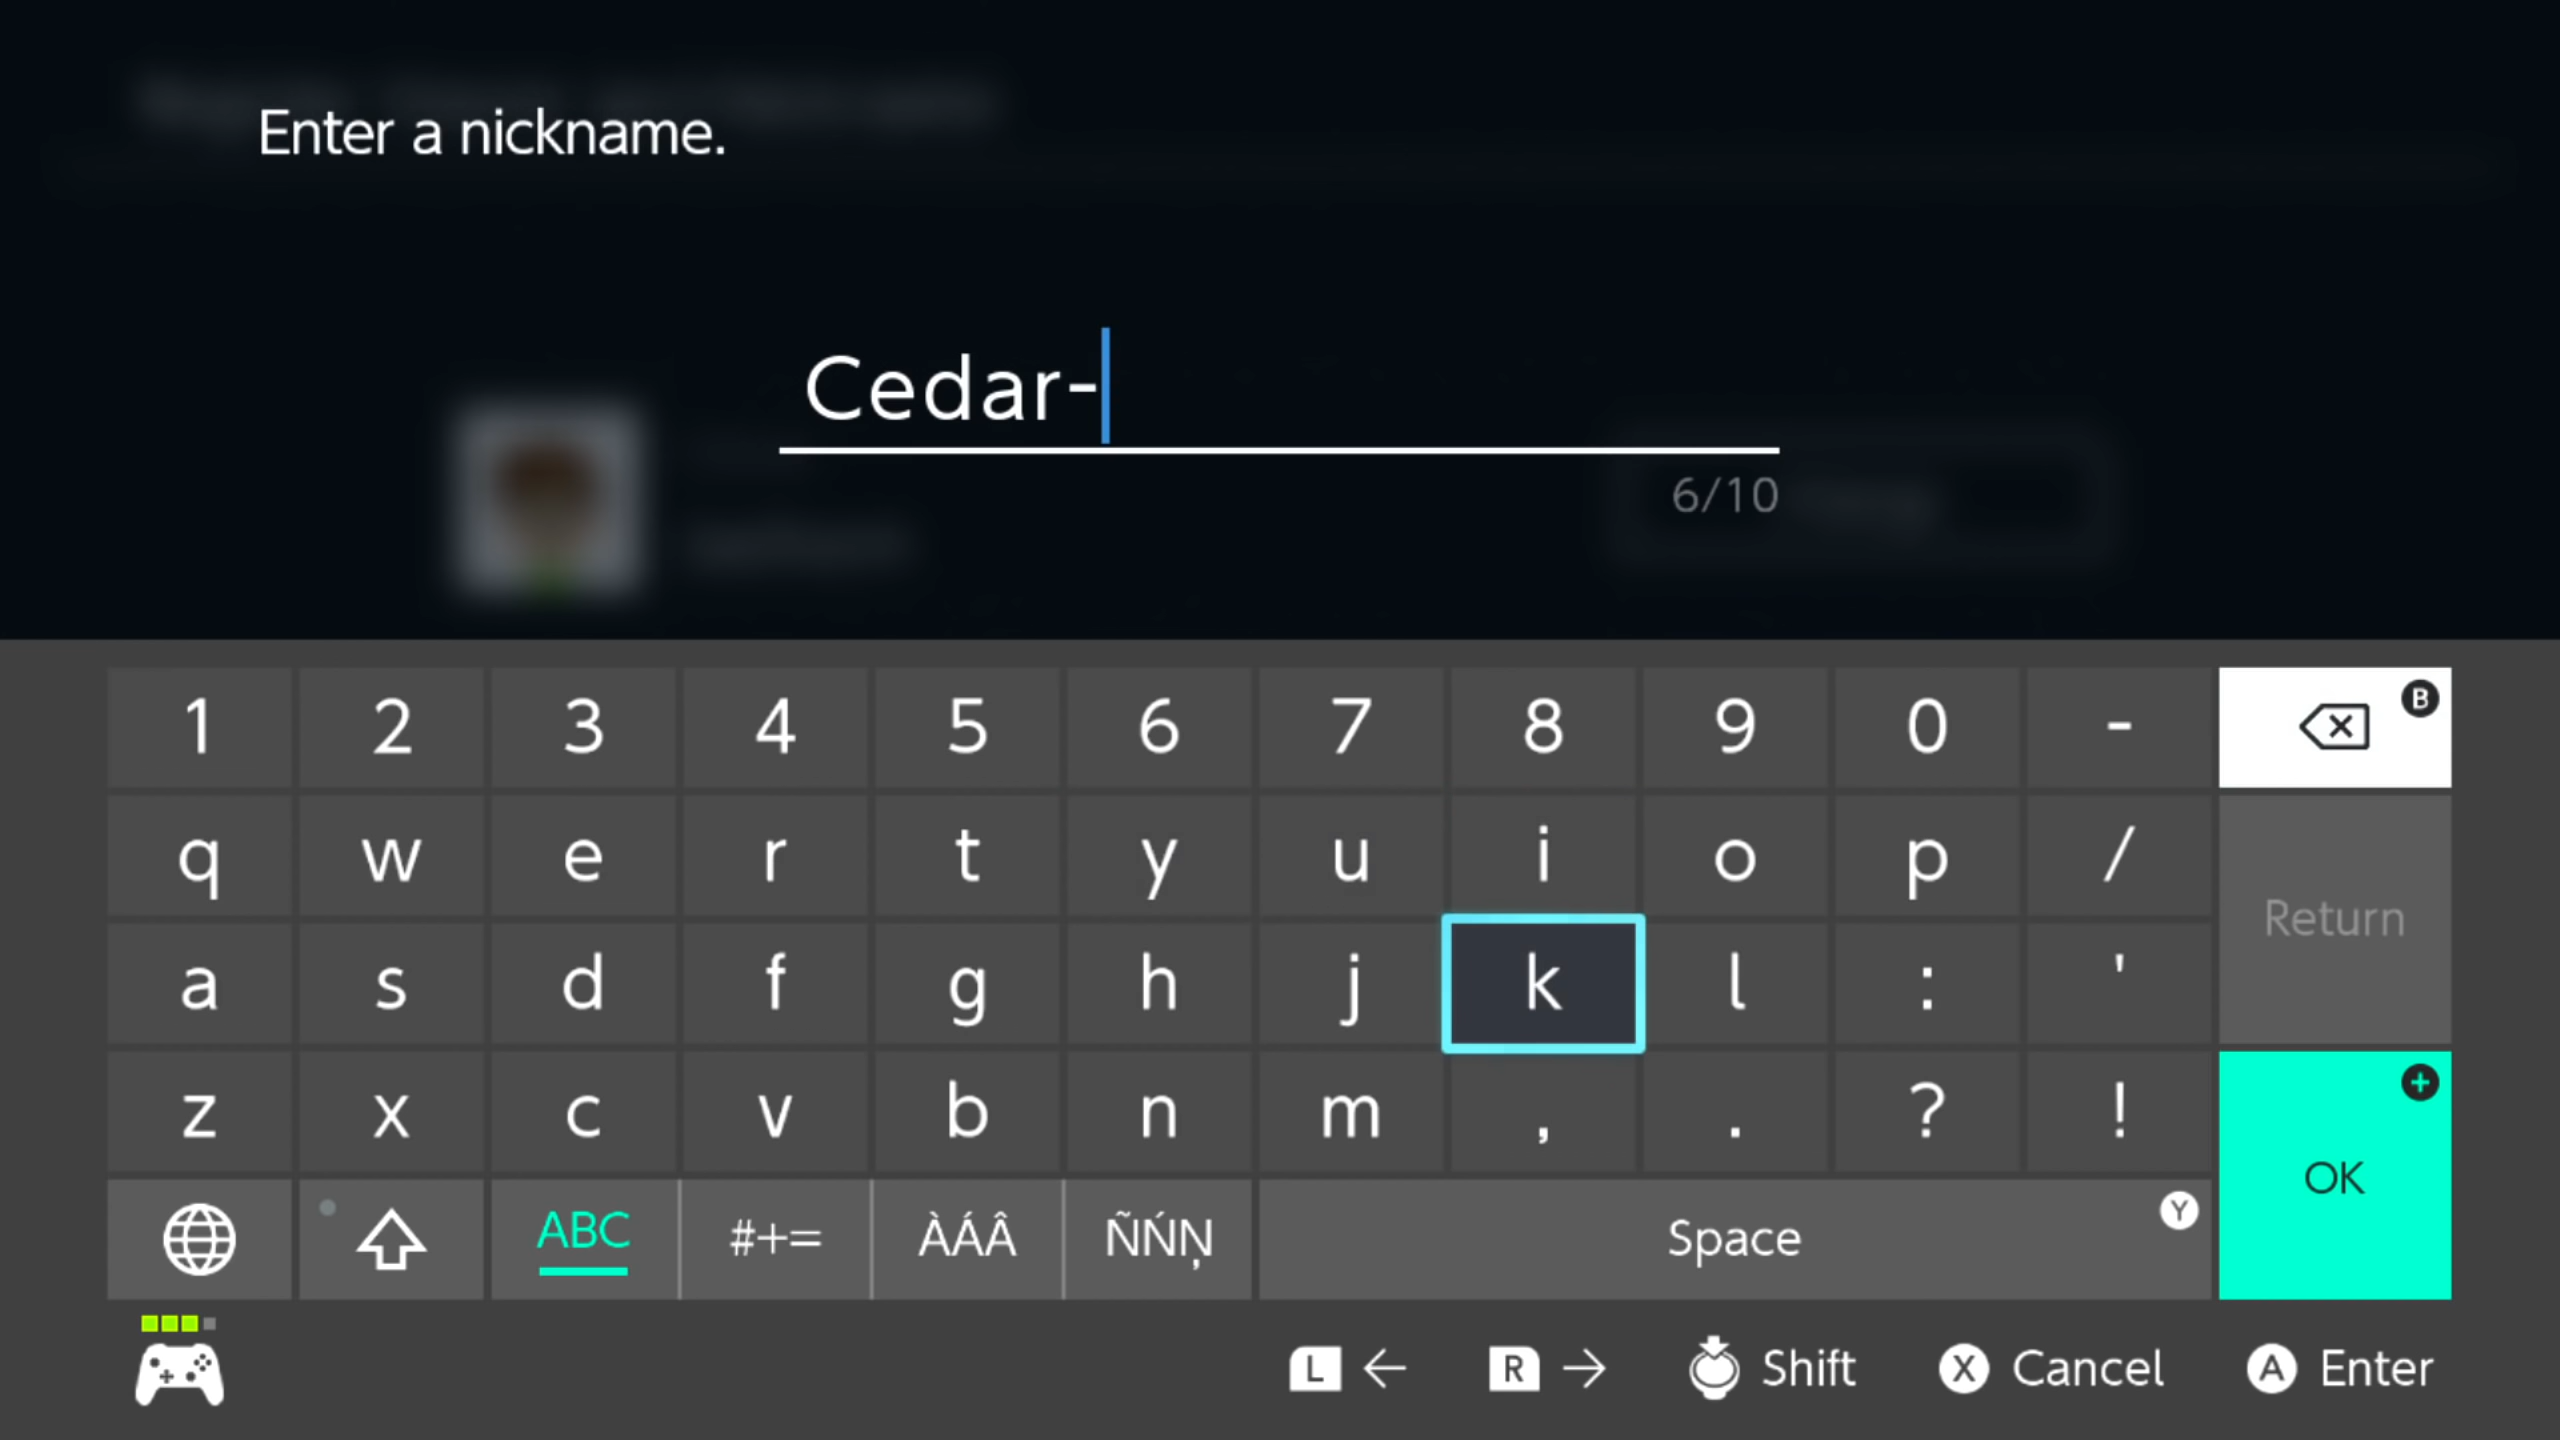 Enter a nickname.
Cedar-
6/10
1 2 3 4 5 6 7 8 9 0 - B
q w e r t y u i o p /
Return
a s d f g h j k l : '
z x c v b n m , . ? ! +
ABC #+= ÀÁÂ ÑŃŅ Space Y OK
L ← R → Shift X Cancel A Enter